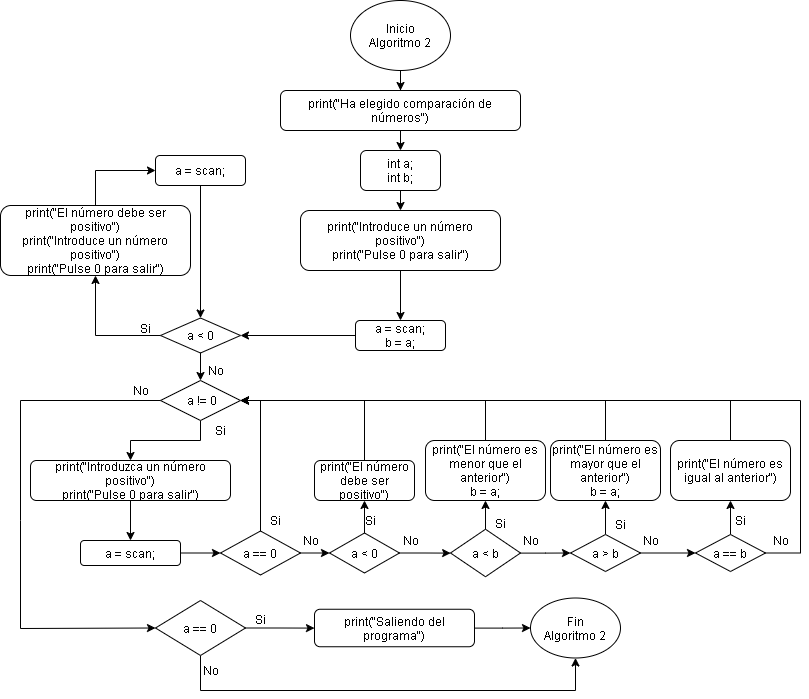 Inicio
Algoritmo 2
print("Ha elegido comparación de
números")
int a;
int b;
print("Introduce un número
positivo")
print("Pulse 0 para salir")
a = scan;
b = a;
a = scan;
print("El número debe ser
positivo")
print("Introduce un número
positivo")
print("Pulse 0 para salir")
Si
a < 0
No
No
a != 0
Si
print("Introduzca un número
positivo")
print("Pulse 0 para salir")
a = scan;
a == 0
Si
No
print("El número
debe ser
positivo")
Si
a < 0
No
print("El número es
menor que el
anterior")
b = a;
Si
a < b
No
print("El número es
mayor que el
anterior")
b = a;
Si
a > b
No
print("El número es
igual al anterior")
Si
a == b
No
a == 0
Si
No
print("Saliendo del
programa")
Fin
Algoritmo 2